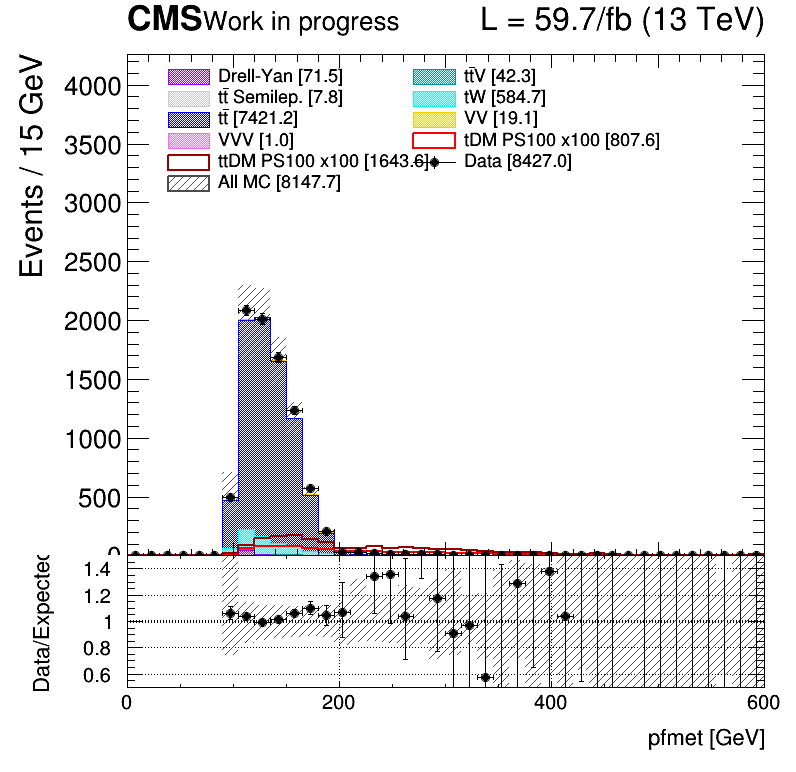 CMS Work in progress L = 59.7/fb (13 TeV)
Events / 15 GeV
4000
3500
3000
2500
2000
1500
1000
500
0
Drell-Yan [71.5] tt̄V [42.3]
tt̄ Semilep. [7.8] tW [584.7]
tt̄ [7421.2] VV [19.1]
VVV [1.0] tDM PS100 x100 [807.6]
ttDM PS100 x100 [1643.6] Data [8427.0]
All MC [8147.7]
Data/Expected
1.4
1.2
1
0.8
0.6
0 200 400 600
pfmet [GeV]